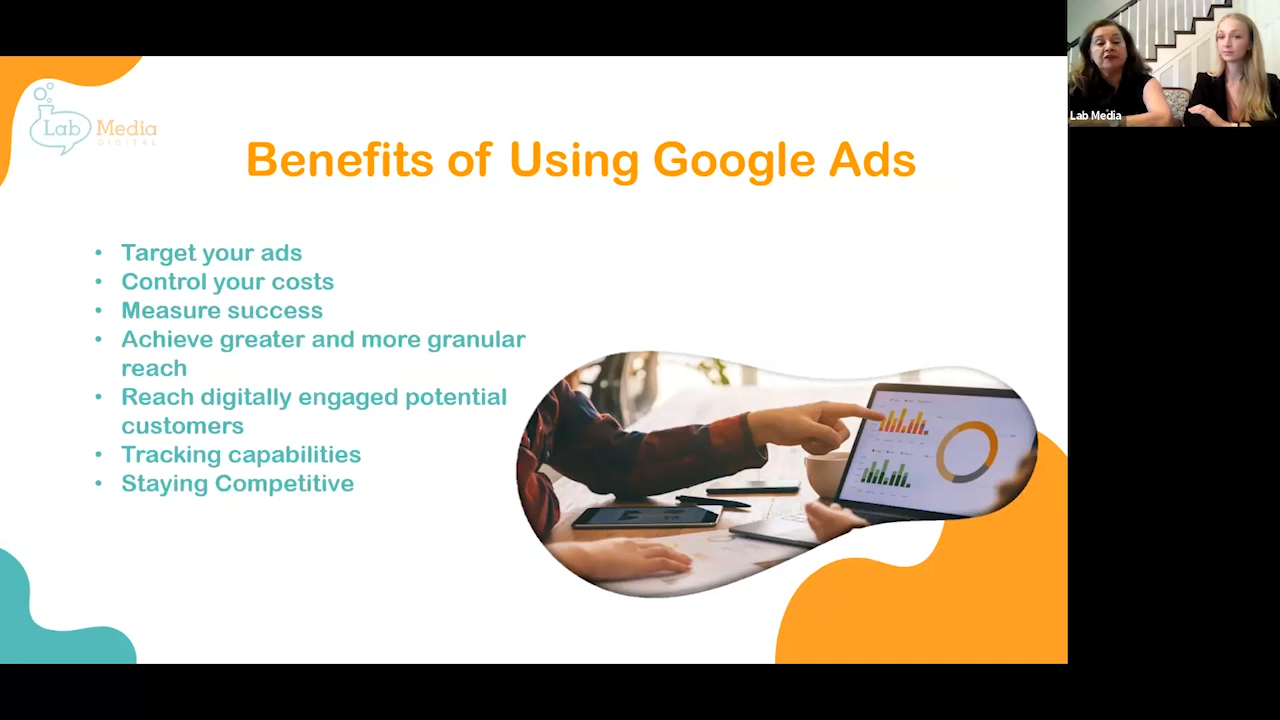 Lab Media
DIGITAL
Benefits of Using Google Ads
• Target your ads
• Control your costs
• Measure success
• Achieve greater and more granular
reach
• Reach digitally engaged potential
customers
• Tracking capabilities
• Staying Competitive
Lab Media